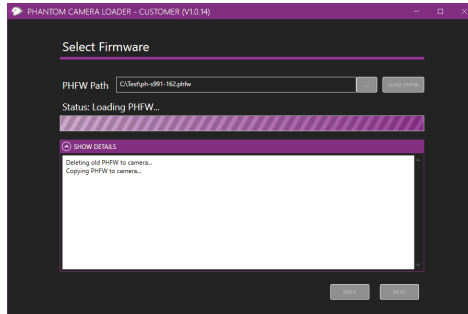 PHANTOM CAMERA LOADER - CUSTOMER (V1.0.14)
Select Firmware
PHFW Path C:\Test\ph-s991-162.phfw ... LOAD PHFW
Status: Loading PHFW...
SHOW DETAILS
Deleting old PHFW to camera...
Copying PHFW to camera...
PREV NEXT